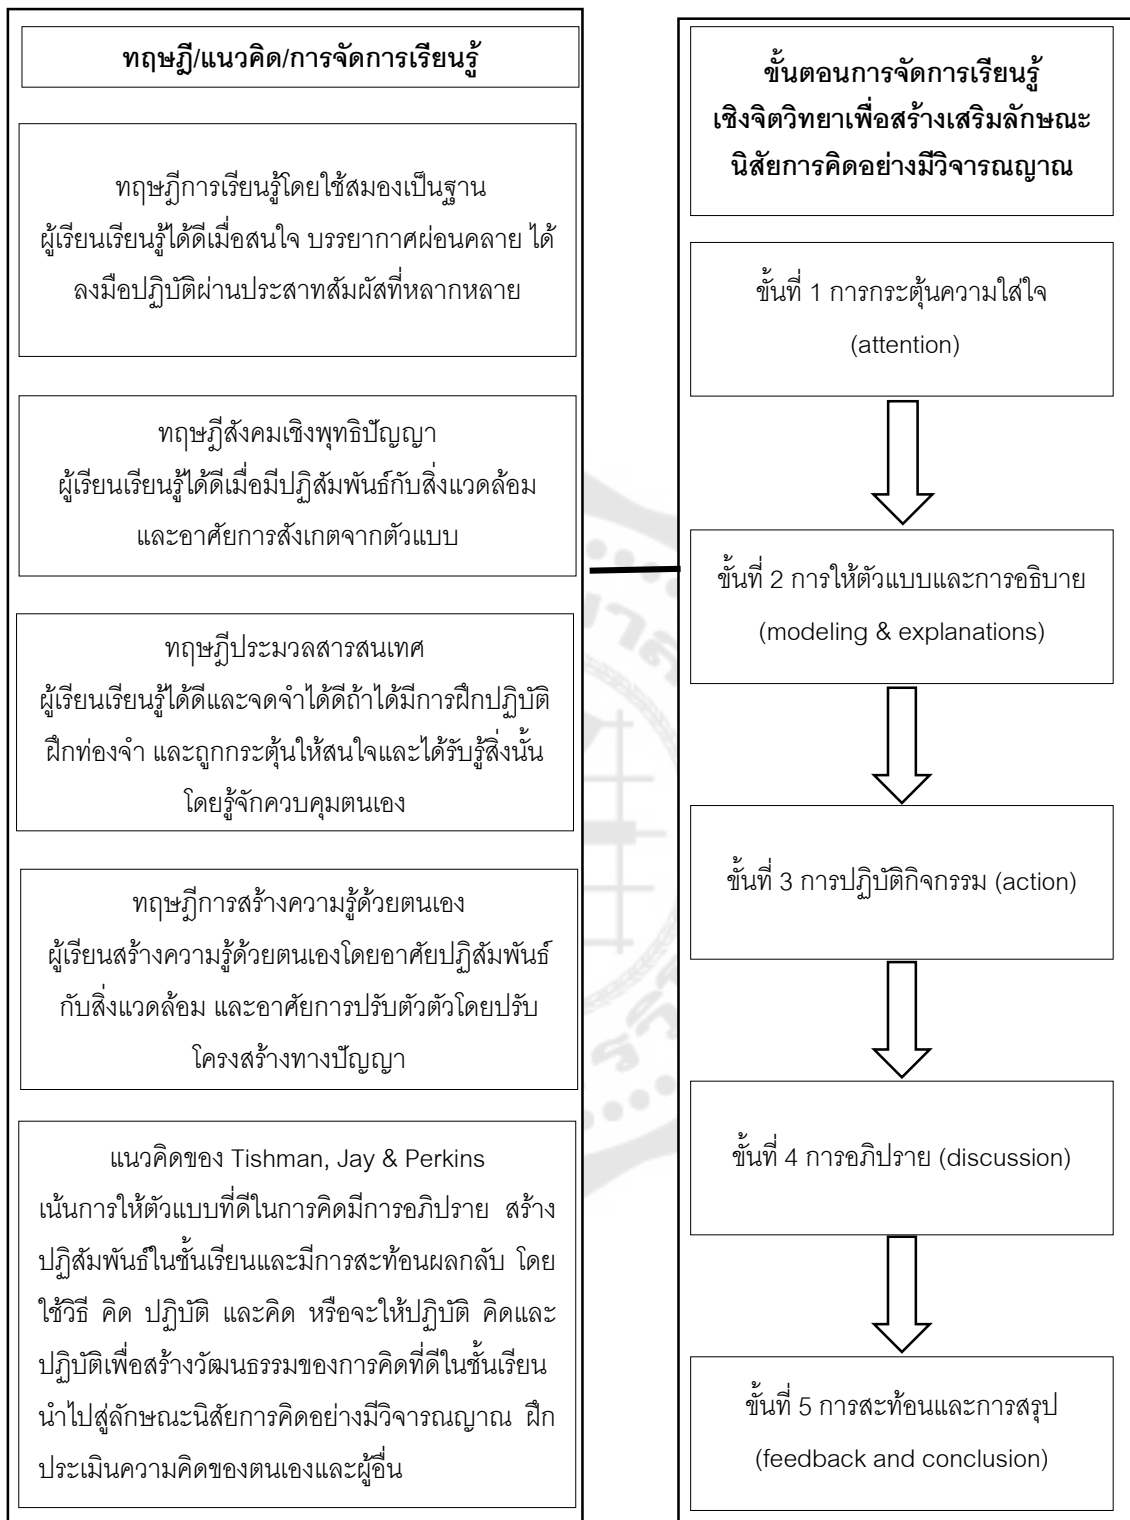 ทฤษฎี/แนวคิด/การจัดการเรียนรู้
ทฤษฎีการเรียนรู้โดยใช้สมองเป็นฐาน
ผู้เรียนเรียนรู้ได้ดีเมื่อสนใจ บรรยากาศผ่อนคลาย ได้
ลงมือปฏิบัติผ่านประสาทสัมผัสที่หลากหลาย
ทฤษฎีสังคมเชิงพุทธิปัญญา
ผู้เรียนเรียนรู้ได้ดีเมื่อมีปฏิสัมพันธ์กับสิ่งแวดล้อม
และอาศัยการสังเกตจากตัวแบบ
ทฤษฎีประมวลสารสนเทศ
ผู้เรียนเรียนรู้ได้ดีและจดจำได้ดีถ้าได้มีการฝึกปฏิบัติ
ฝึกท่องจำ และถูกกระตุ้นให้สนใจและได้รับรู้สิ่งนั้น
โดยรู้จักควบคุมตนเอง
ทฤษฎีการสร้างความรู้ด้วยตนเอง
ผู้เรียนสร้างความรู้ด้วยตนเองโดยอาศัยปฏิสัมพันธ์
กับสิ่งแวดล้อม และอาศัยการปรับตัวตัวโดยปรับ
โครงสร้างทางปัญญา
แนวคิดของ Tishman, Jay & Perkins
เน้นการให้ตัวแบบที่ดีในการคิดมีการอภิปราย สร้าง
ปฏิสัมพันธ์ในชั้นเรียนและมีการสะท้อนผลกลับ โดย
ใช้วิธี คิด ปฏิบัติ และคิด หรือจะให้ปฏิบัติ คิดและ
ปฏิบัติเพื่อสร้างวัฒนธรรมของการคิดที่ดีในชั้นเรียน
นำไปสู่ลักษณะนิสัยการคิดอย่างมีวิจารณญาณ ฝึก
ประเมินความคิดของตนเองและผู้อื่น
ขั้นตอนการจัดการเรียนรู้
เชิงจิตวิทยาเพื่อสร้างเสริมลักษณะ
นิสัยการคิดอย่างมีวิจารณญาณ
ขั้นที่ 1 การกระตุ้นความใส่ใจ
(attention)
ขั้นที่ 2 การให้ตัวแบบและการอธิบาย
(modeling & explanations)
ขั้นที่ 3 การปฏิบัติกิจกรรม (action)
ขั้นที่ 4 การอภิปราย (discussion)
ขั้นที่ 5 การสะท้อนและการสรุป
(feedback and conclusion)